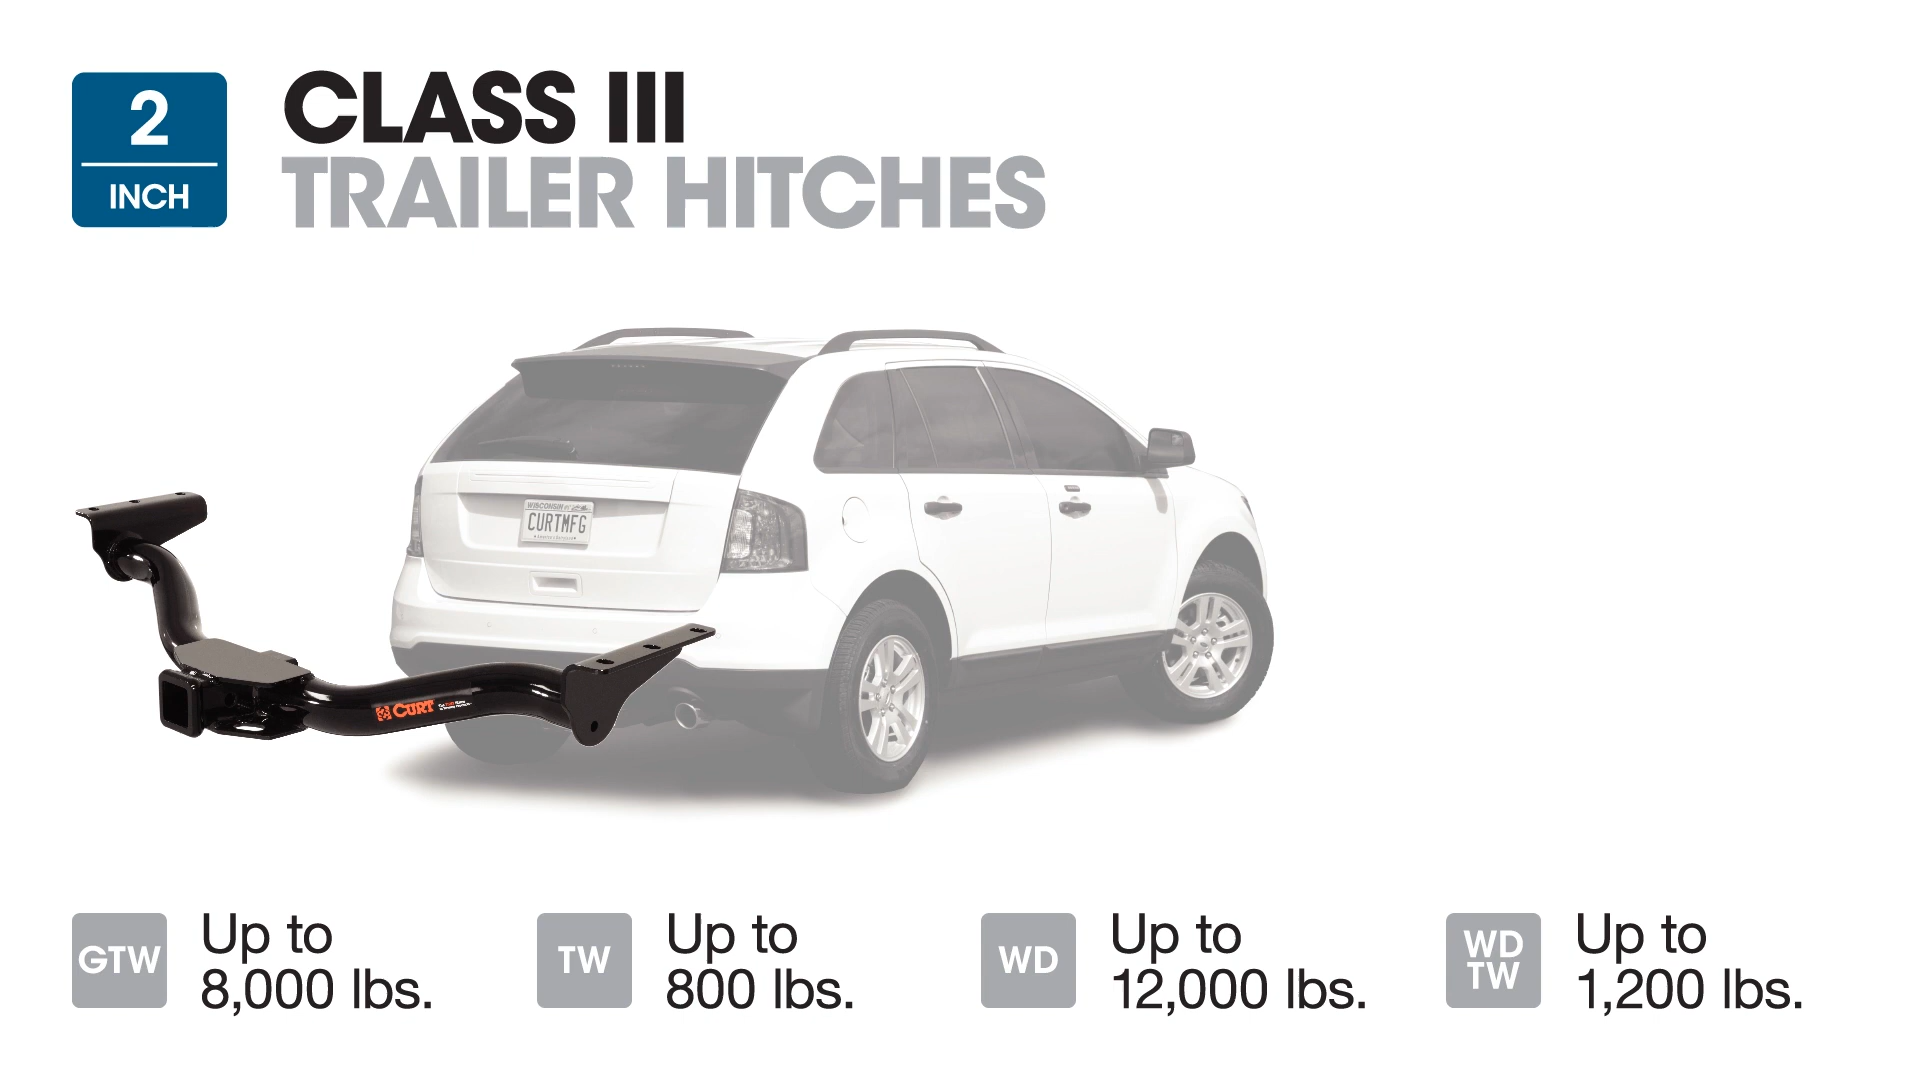 2
INCH
CLASS III
TRAILER HITCHES
WISCONSIN
CURTMFG
CURT
GTW
Up to
8,000 lbs.
TW
Up to
800 lbs.
WD
Up to
12,000 lbs.
WD
TW
Up to
1,200 lbs.